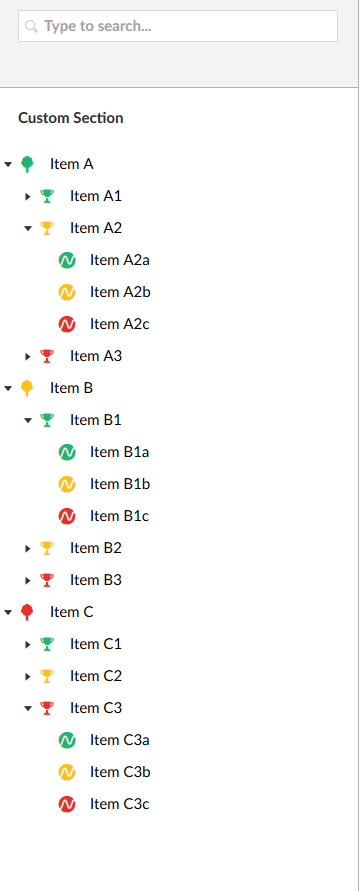 Type to search...
Custom Section
Item A
Item A1
Item A2
Item A2a
Item A2b
Item A2c
Item A3
Item B
Item B1
Item B1a
Item B1b
Item B1c
Item B2
Item B3
Item C
Item C1
Item C2
Item C3
Item C3a
Item C3b
Item C3c